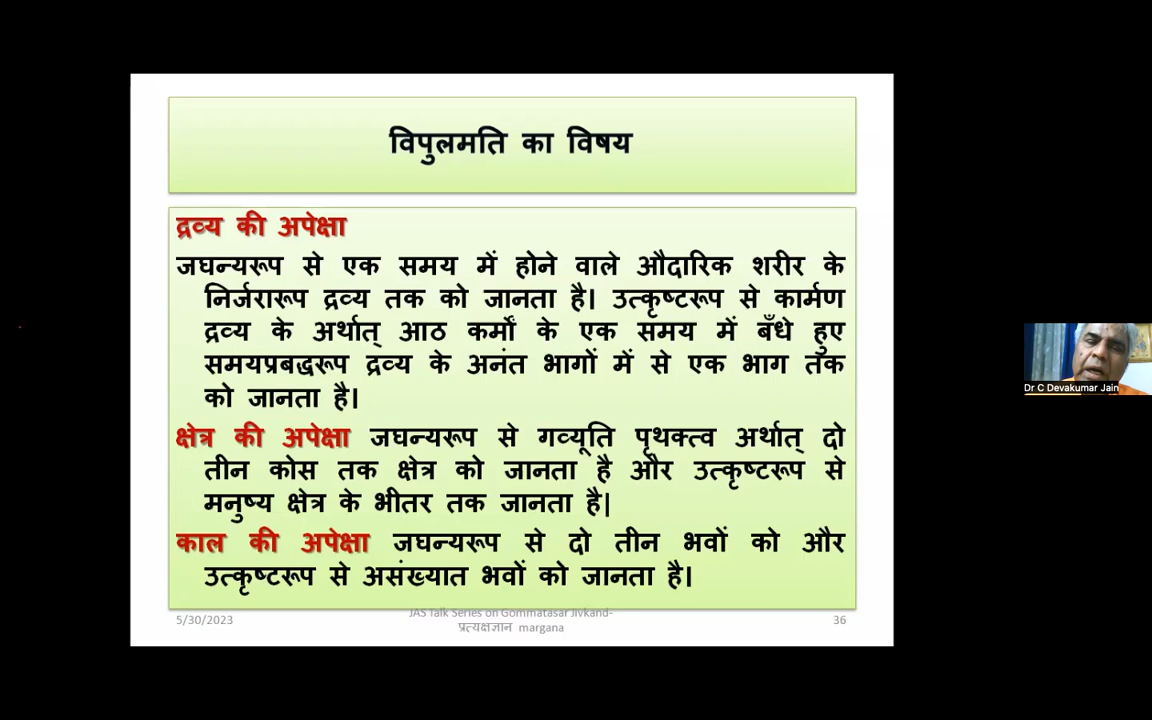 विपुलमति का विषय
द्रव्य की अपेक्षा
जघन्यरूप से एक समय में होने वाले औदारिक शरीर के
निर्जरारूप द्रव्य तक को जानता है। उत्कृष्टरूप से कार्मण
द्रव्य के अर्थात् आठ कर्मों के एक समय में बँधे हुए
समयप्रबद्धरूप द्रव्य के अनंत भागों में से एक भाग तक
को जानता है।
क्षेत्र की अपेक्षा जघन्यरूप से गव्यूति पृथक्त्व अर्थात् दो
तीन कोस तक क्षेत्र को जानता है और उत्कृष्टरूप से
मनुष्य क्षेत्र के भीतर तक जानता है|
काल की अपेक्षा जघन्यरूप से दो तीन भवों को और
उत्कृष्टरूप से असंख्यात भवों को जानता है।
5/30/2023
JAS Talk Series on Gommatasar Jivkand-
प्रत्यक्षज्ञान margana
36
Dr C Devakumar Jain